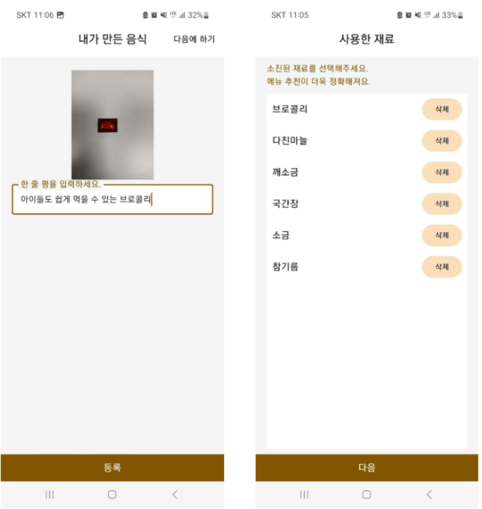 SKT 11:06
32%
내가 만든 음식
다음에 하기
한 줄 평을 입력하세요.
아이들도 쉽게 먹을 수 있는 브로콜리
등록
SKT 11:05
33%
사용한 재료
소진된 재료를 선택해주세요.
메뉴 추천이 더욱 정확해져요.
브로콜리 삭제
다진마늘 삭제
깨소금 삭제
국간장 삭제
소금 삭제
참기름 삭제
다음